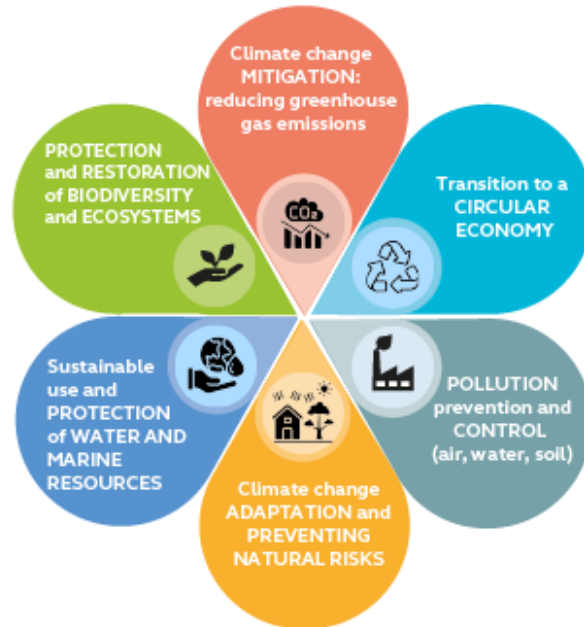 Climate change
MITIGATION:
reducing greenhouse
gas emissions
PROTECTION
and RESTORATION
of BIODIVERSITY
and ECOSYSTEMS
CO₂
Transition to a
CIRCULAR
ECONOMY
Sustainable
use and
PROTECTION
of WATER AND
MARINE
RESOURCES
POLLUTION
prevention and
CONTROL
(air, water, soil)
Climate change
ADAPTATION and
PREVENTING
NATURAL RISKS